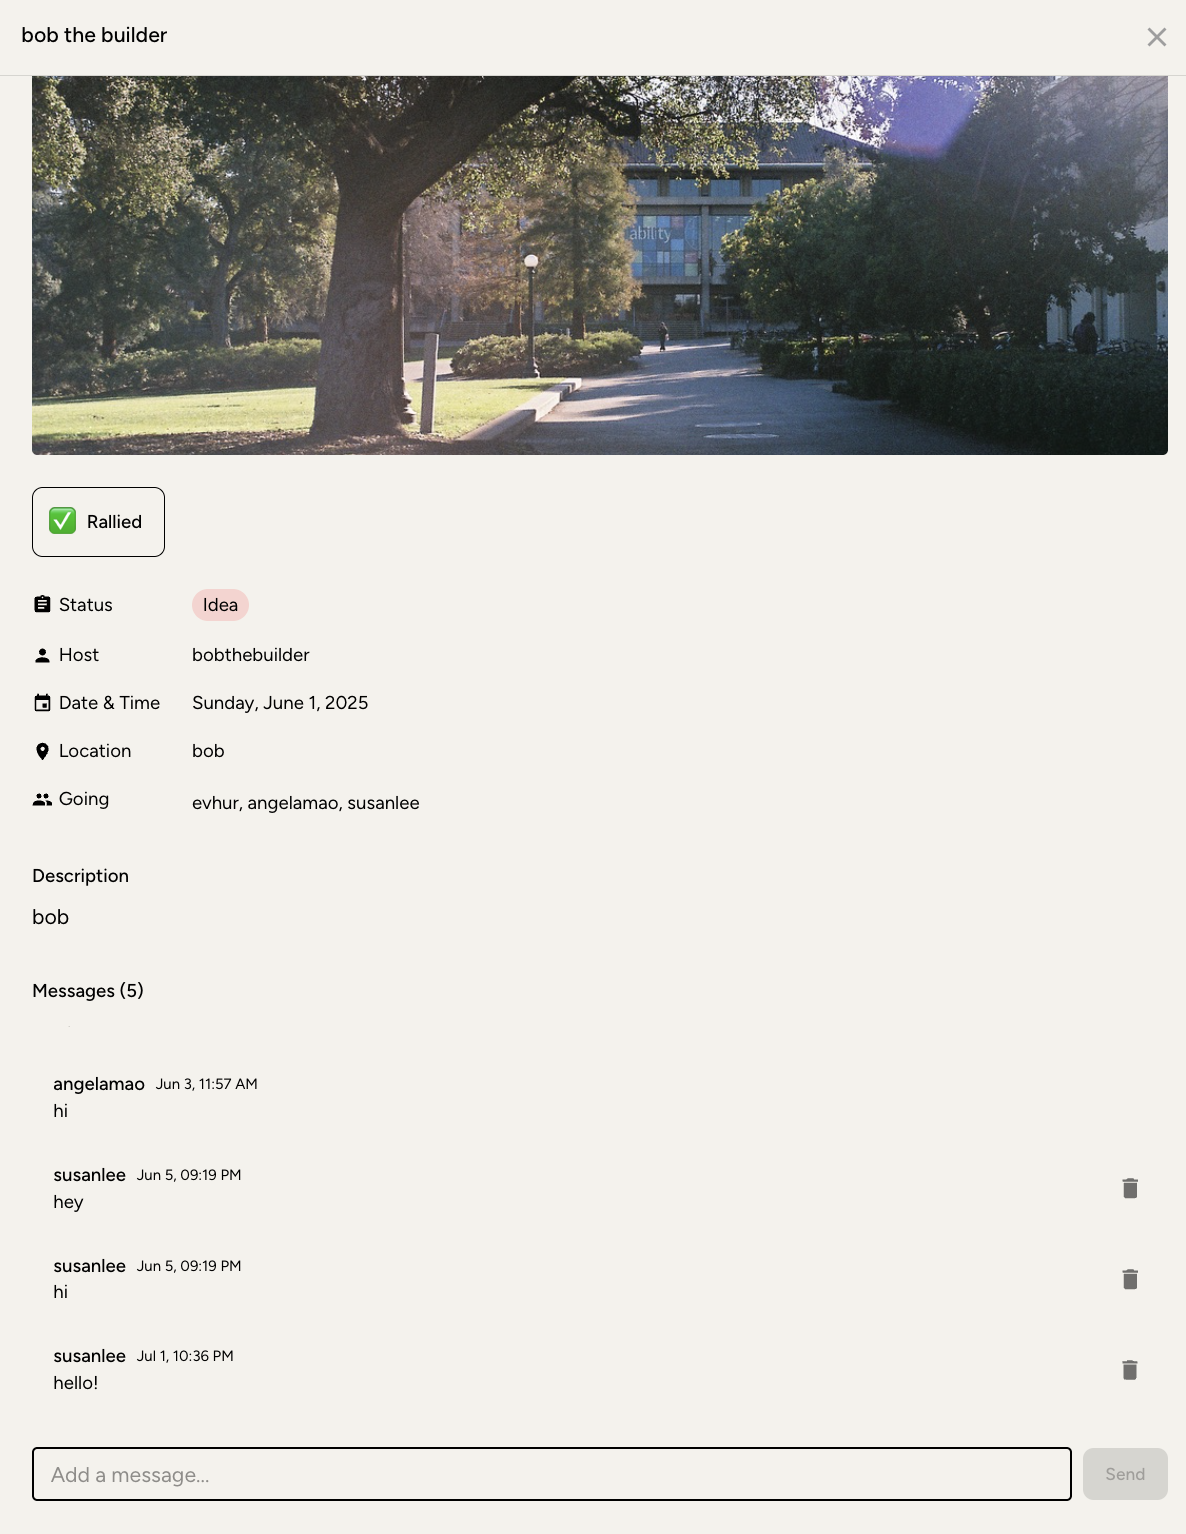 bob the builder
ability
Rallied
Status Idea
Host bobthebuilder
Date & Time Sunday, June 1, 2025
Location bob
Going evhur, angelamao, susanlee
Description
bob
Messages (5)
angelamao Jun 3, 11:57 AM
hi
susanlee Jun 5, 09:19 PM
hey
susanlee Jun 5, 09:19 PM
hi
susanlee Jul 1, 10:36 PM
hello!
Add a message... Send